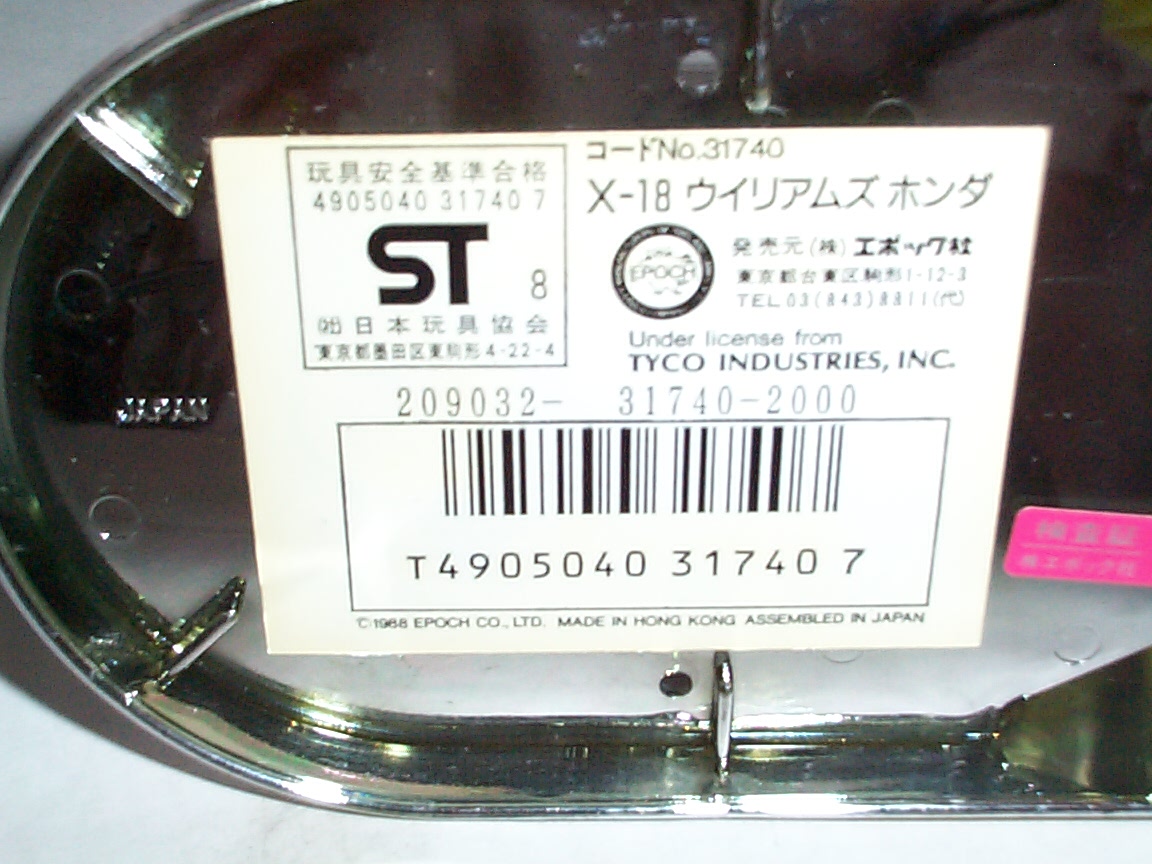 コードNo.31740
X-18 ウイリアムズ ホンダ
玩具安全基準合格
4905040 31740 7
ST 8
㈶日本玩具協会
東京都墨田区東駒形4-22-4
EPOCH
発売元(株)エポック社
東京都台東区駒形1-12-3
TEL 03(843)8811(代)
Under license from
TYCO INDUSTRIES, INC.
209032- 31740-2000
T4905040 31740 7
©1988 EPOCH CO., LTD. MADE IN HONG KONG ASSEMBLED IN JAPAN
JAPAN
検査証
㈱エポック社